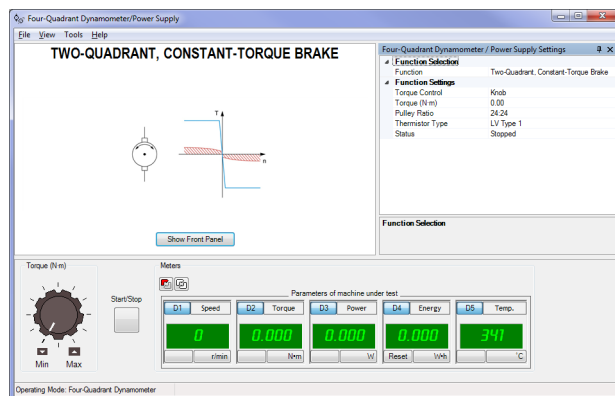 Four-Quadrant Dynamometer/Power Supply
File View Tools Help
TWO-QUADRANT, CONSTANT-TORQUE BRAKE
T
n
Show Front Panel
Four-Quadrant Dynamometer / Power Supply Settings
Function Selection
Function Two-Quadrant, Constant-Torque Brake
Function Settings
Torque Control Knob
Torque (N·m) 0.00
Pulley Ratio 24:24
Thermistor Type LV Type 1
Status Stopped
Function Selection
Torque (N·m)
Min Max
Start/Stop
Meters
Parameters of machine under test
D1 Speed D2 Torque D3 Power D4 Energy D5 Temp.
0 0.000 0.000 0.000 341
r/min N·m W Reset W·h °C
Operating Mode: Four-Quadrant Dynamometer